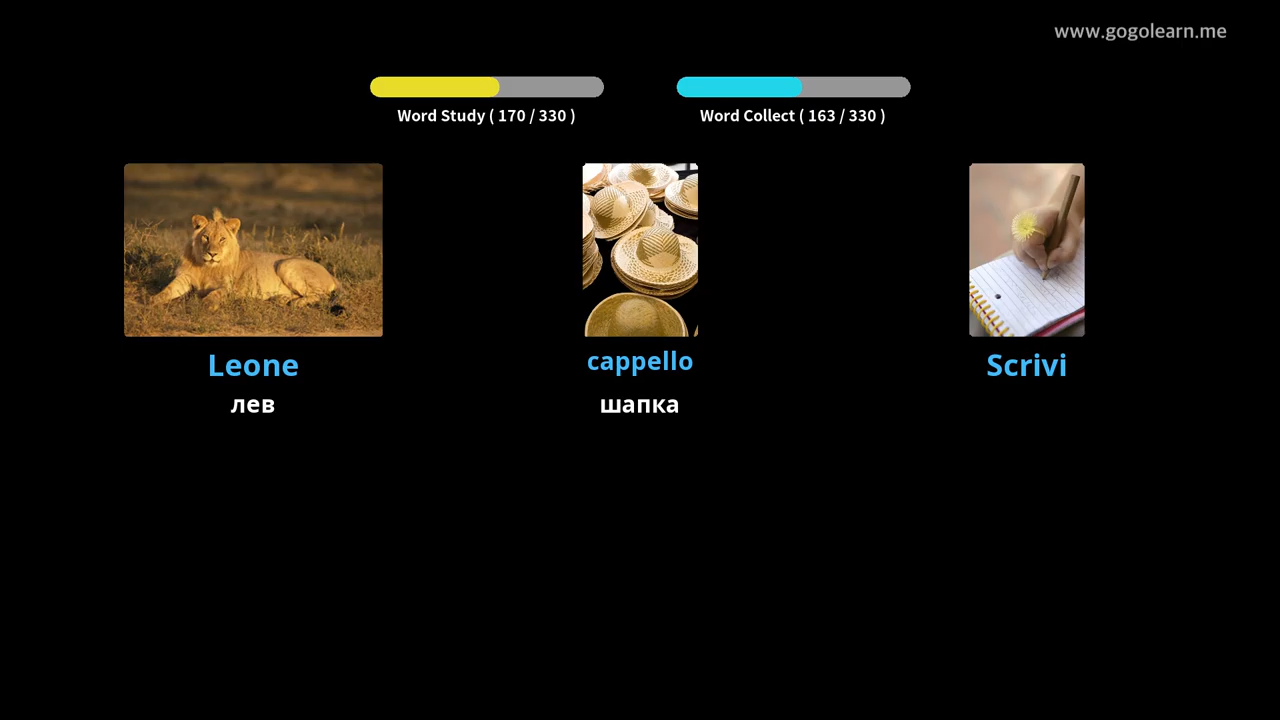 www.gogolearn.me
Word Study ( 170 / 330 )
Word Collect ( 163 / 330 )
Leone
cappello
Scrivi
лев
шапка